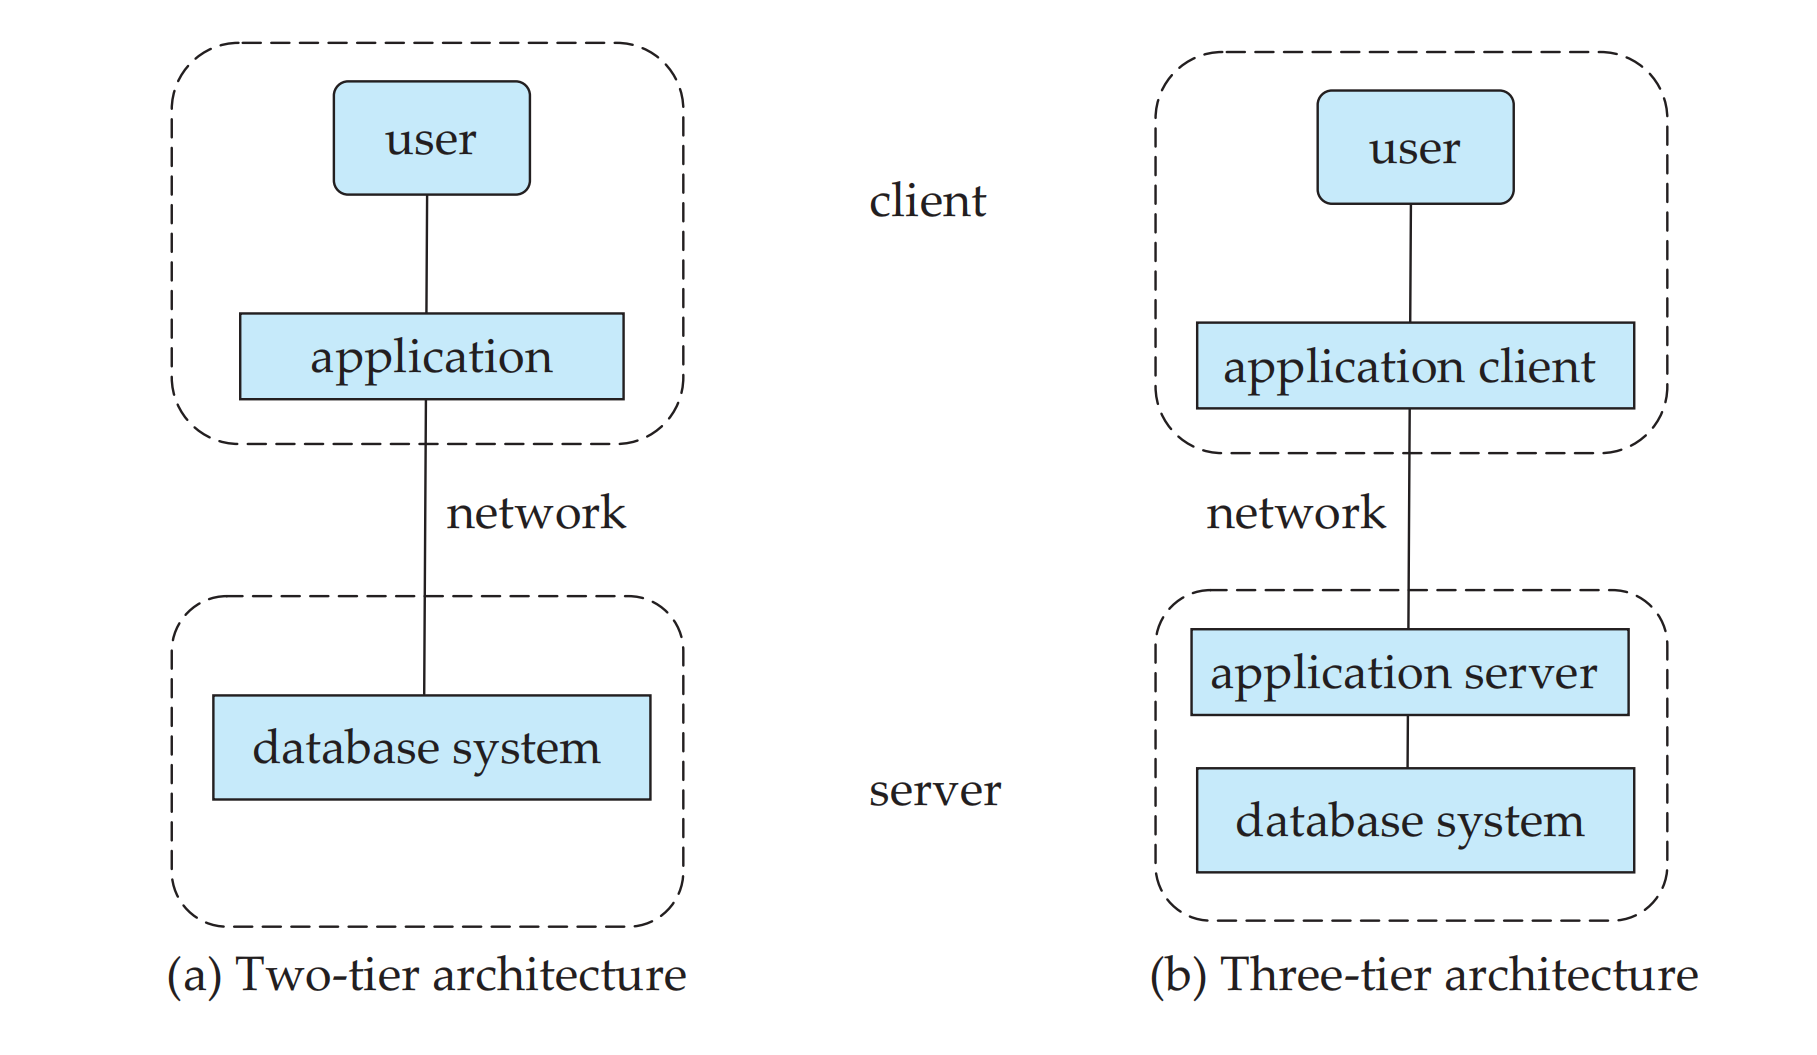 user
application
network
database system
(a) Two-tier architecture
client
server
user
application client
network
application server
database system
(b) Three-tier architecture